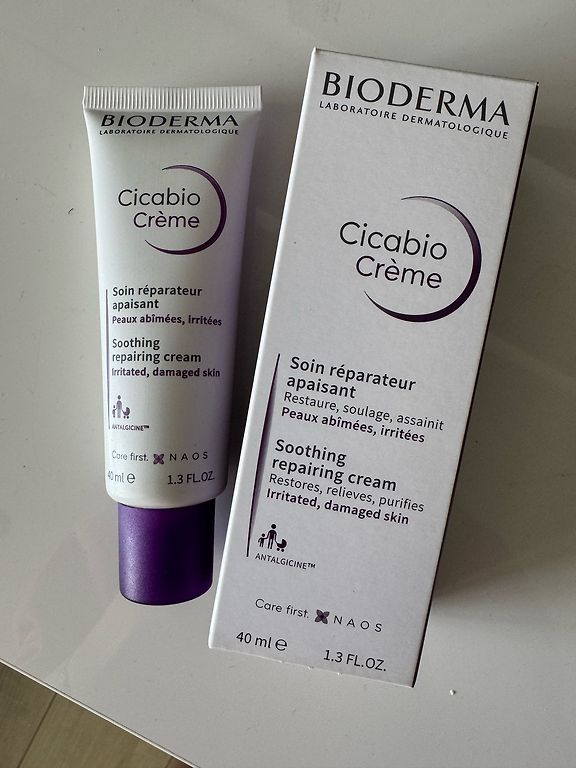 BIODERMA
LABORATOIRE DERMATOLOGIQUE
Cicabio
Crème
Soin réparateur
apaisant
Peaux abîmées, irritées
Soothing
repairing cream
Irritated, damaged skin
ANTALGICINE™
Care first. NAOS
40 ml e 1.3 FL.OZ.
BIODERMA
LABORATOIRE DERMATOLOGIQUE
Cicabio
Crème
Soin réparateur
apaisant
Restaure, soulage, assainit
Peaux abîmées, irritées
Soothing
repairing cream
Restores, relieves, purifies
Irritated, damaged skin
ANTALGICINE™
Care first. NAOS
40 ml e 1.3 FL.OZ.